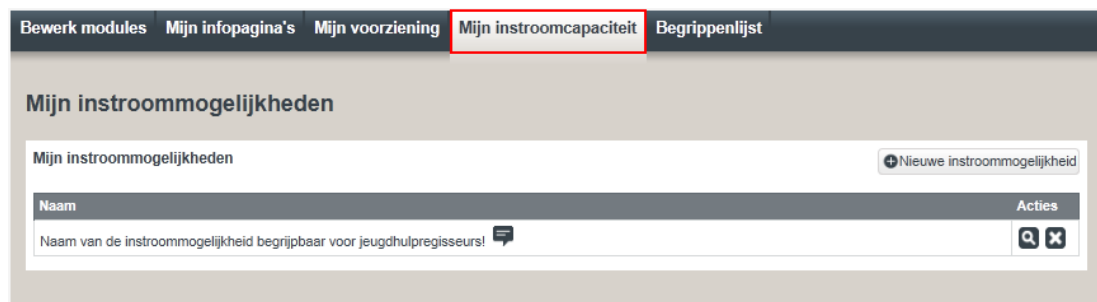 Bewerk modules Mijn infopagina's Mijn voorziening Mijn instroomcapaciteit Begrippenlijst
Mijn instroommogelijkheden
Mijn instroommogelijkheden
Nieuwe instroommogelijkheid
Naam Acties
Naam van de instroommogelijkheid begrijpbaar voor jeugdhulpregisseurs!